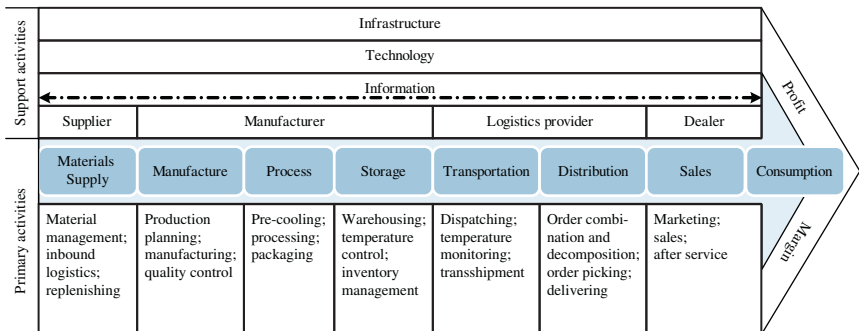 Support activities
Infrastructure
Technology
Information
Supplier
Manufacturer
Logistics provider
Dealer
Profit
Materials
Supply
Manufacture
Process
Storage
Transportation
Distribution
Sales
Consumption
Primary activities
Material
management;
inbound
logistics;
replenishing
Production
planning;
manufacturing;
quality control
Pre-cooling;
processing;
packaging
Warehousing;
temperature
control;
inventory
management
Dispatching;
temperature
monitoring;
transshipment
Order combi-
nation and
decomposition;
order picking;
delivering
Marketing;
sales;
after service
Margin